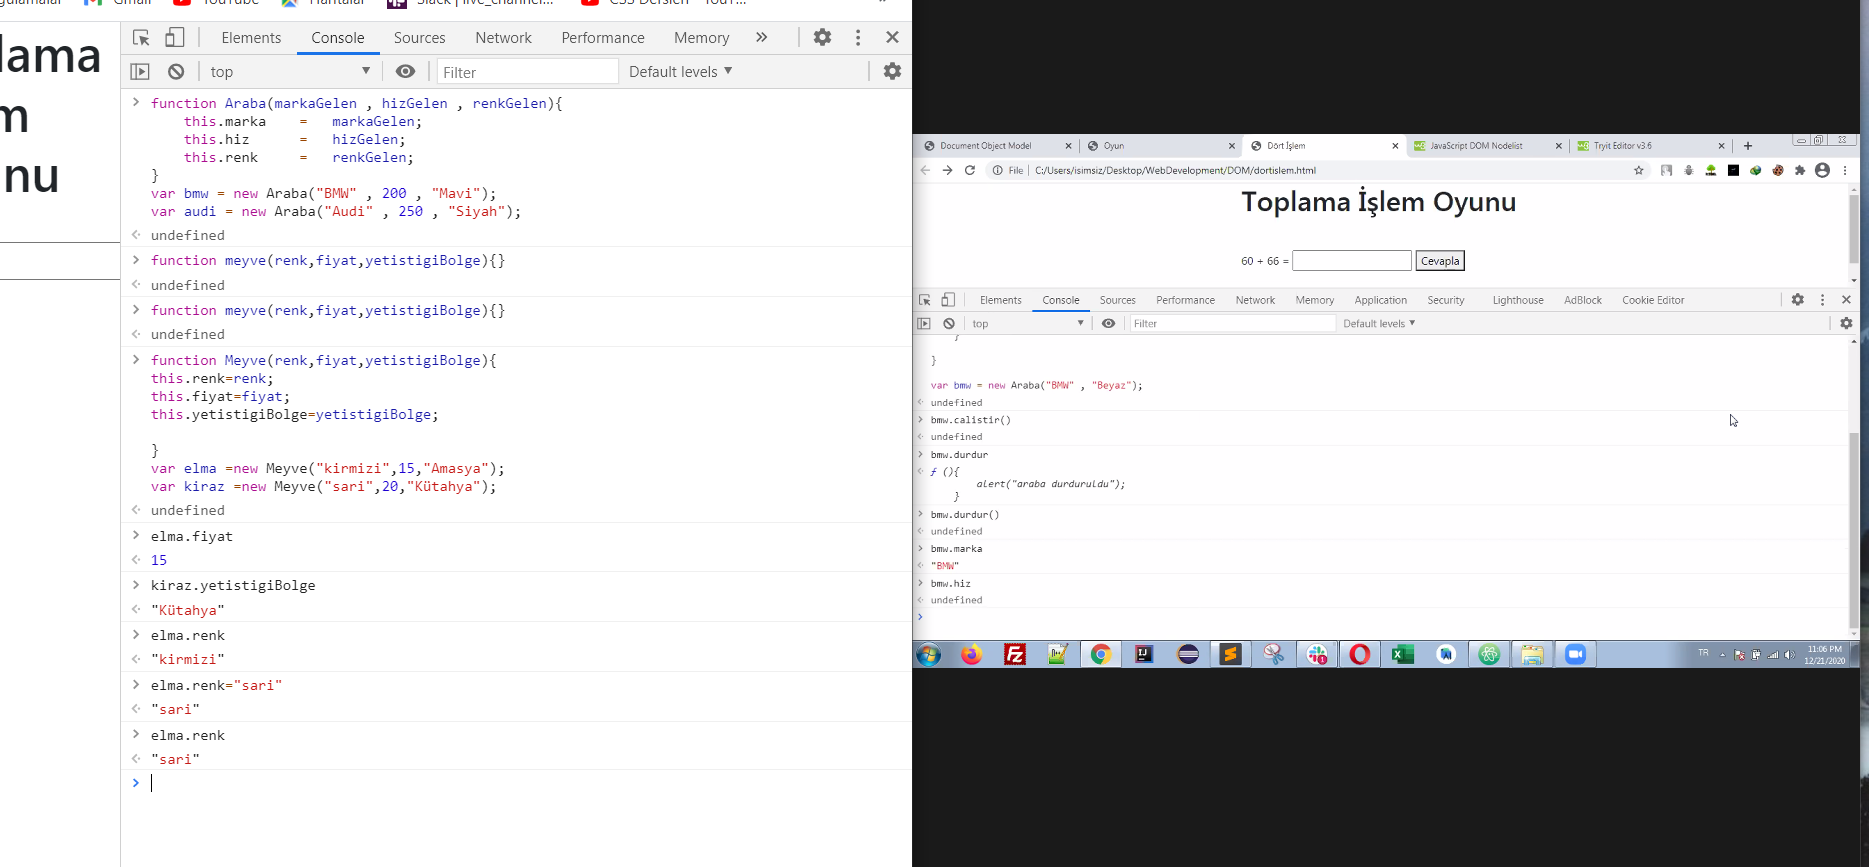 Gmail
YouTube
Haritalar
CSS Dersleri - YouT...
lama
m
nu
Elements Console Sources Network Performance Memory »
top ▼ Filter Default levels ▼
function Araba(markaGelen , hizGelen , renkGelen){
this.marka = markaGelen;
this.hiz = hizGelen;
this.renk = renkGelen;
}
var bmw = new Araba("BMW" , 200 , "Mavi");
var audi = new Araba("Audi" , 250 , "Siyah");
undefined
function meyve(renk,fiyat,yetistigiBolge){}
undefined
function meyve(renk,fiyat,yetistigiBolge){}
undefined
function Meyve(renk,fiyat,yetistigiBolge){
this.renk=renk;
this.fiyat=fiyat;
this.yetistigiBolge=yetistigiBolge;
}
var elma =new Meyve("kirmizi",15,"Amasya");
var kiraz =new Meyve("sari",20,"Kütahya");
undefined
elma.fiyat
15
kiraz.yetistigiBolge
"Kütahya"
elma.renk
"kirmizi"
elma.renk="sari"
"sari"
elma.renk
"sari"
Document Object Model Oyun Dört İşlem JavaScript DOM Nodelist Tryit Editor v3.6
File | C:/Users/isimsiz/Desktop/WebDevelopment/DOM/dortislem.html
Toplama İşlem Oyunu
60 + 66 = Cevapla
Elements Console Sources Performance Network Memory Application Security Lighthouse AdBlock Cookie Editor
top ▼ Filter Default levels ▼
}
}
var bmw = new Araba("BMW" , "Beyaz");
undefined
bmw.calistir()
undefined
bmw.durdur
ƒ (){
alert("araba durduruldu");
}
bmw.durdur()
undefined
bmw.marka
"BMW"
bmw.hiz
undefined
TR 11:06 PM
12/21/2020